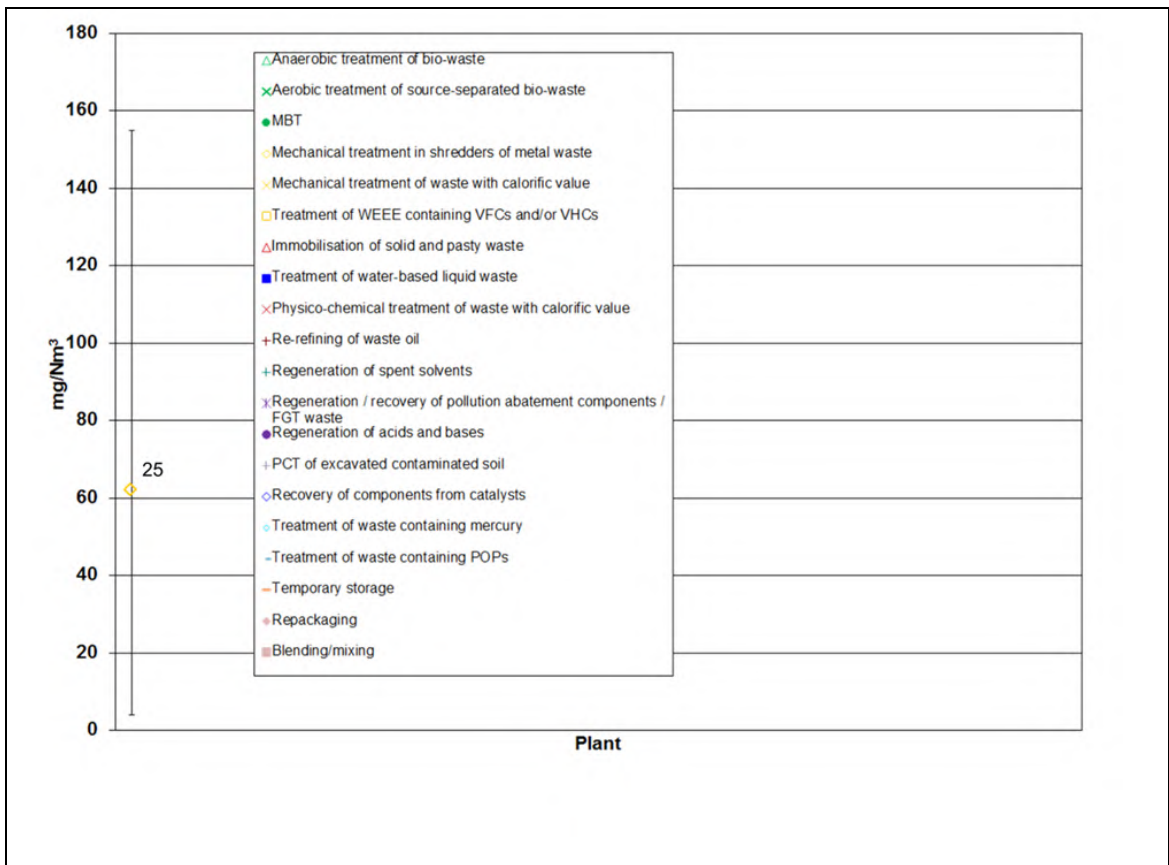 180
160
140
120
100
80
60
40
20
0
mg/Nm³
25
Anaerobic treatment of bio-waste
Aerobic treatment of source-separated bio-waste
MBT
Mechanical treatment in shredders of metal waste
Mechanical treatment of waste with calorific value
Treatment of WEEE containing VFCs and/or VHCs
Immobilisation of solid and pasty waste
Treatment of water-based liquid waste
Physico-chemical treatment of waste with calorific value
Re-refining of waste oil
Regeneration of spent solvents
Regeneration / recovery of pollution abatement components /
FGT waste
Regeneration of acids and bases
PCT of excavated contaminated soil
Recovery of components from catalysts
Treatment of waste containing mercury
Treatment of waste containing POPs
Temporary storage
Repackaging
Blending/mixing
Plant